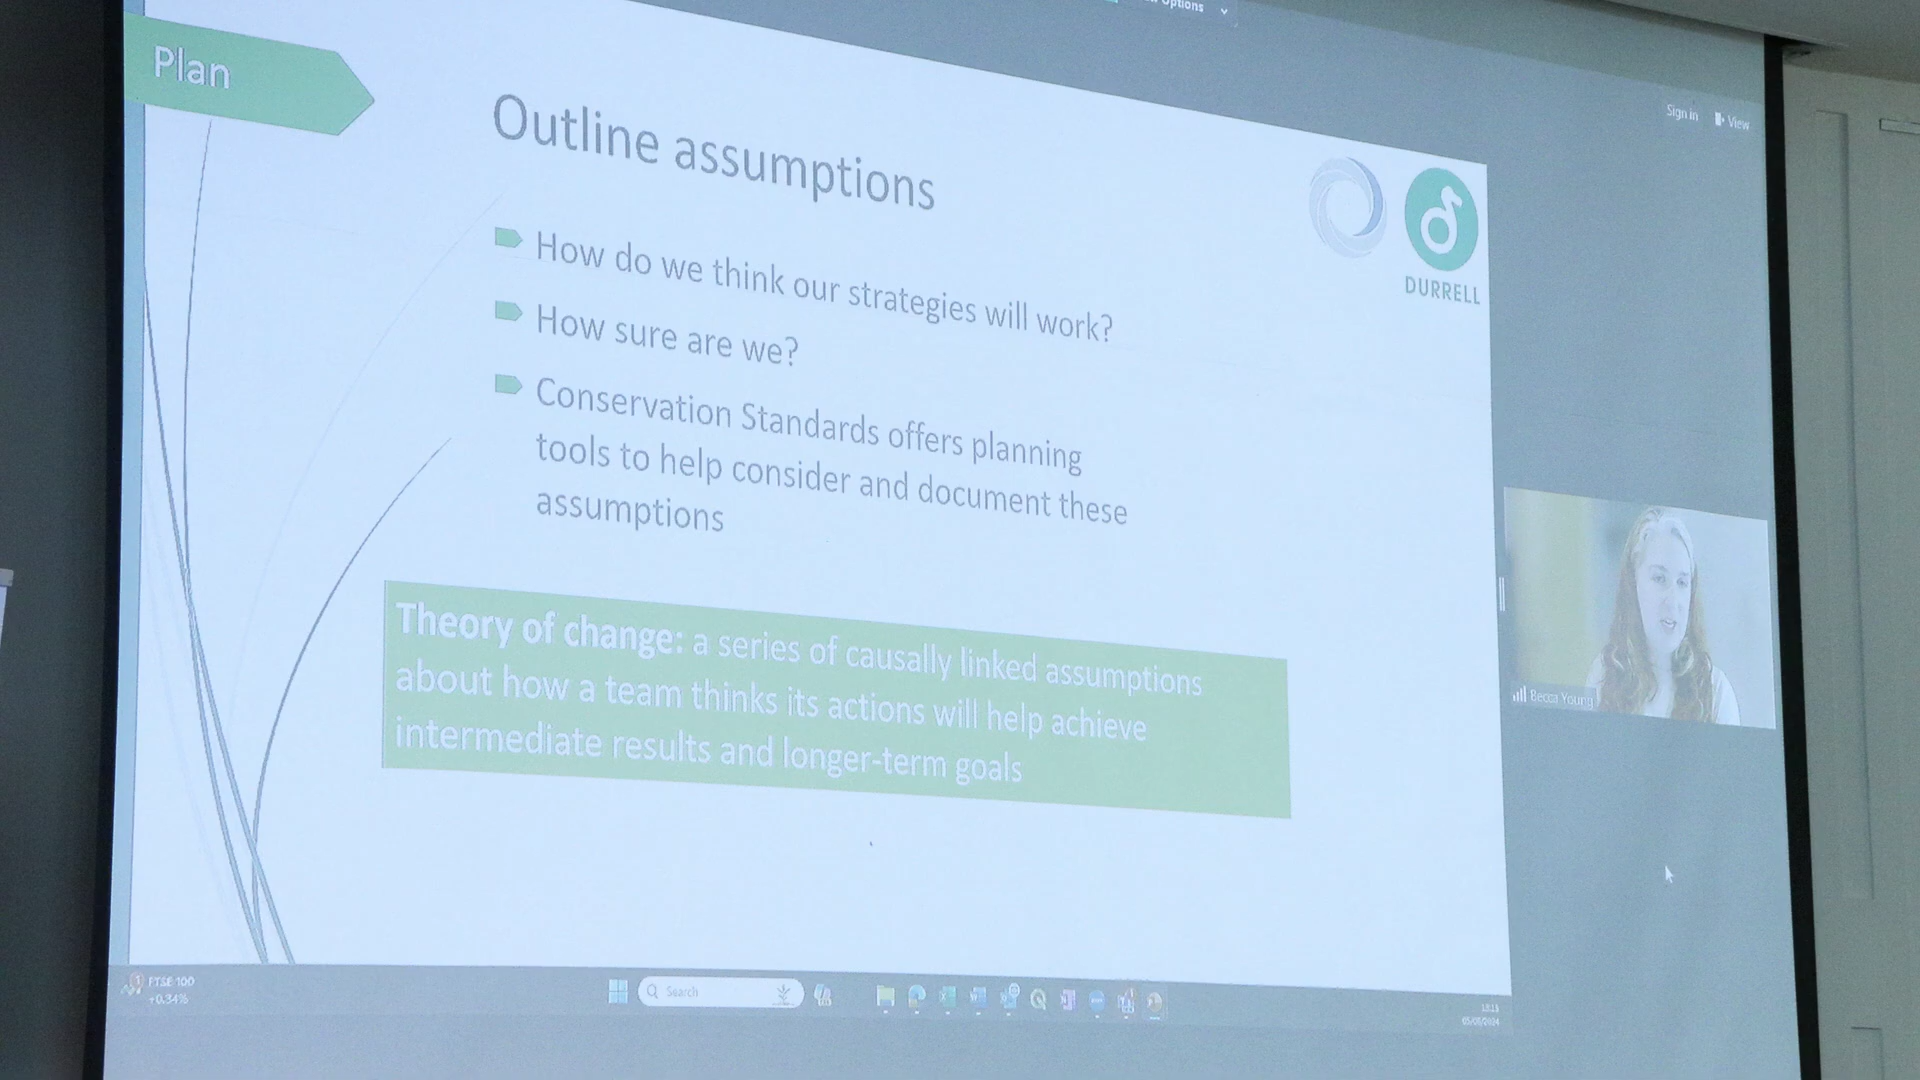 Options
Sign in
View
Plan
Outline assumptions
DURRELL
How do we think our strategies will work?
How sure are we?
Conservation Standards offers planning
tools to help consider and document these
assumptions
Theory of change: a series of causally linked assumptions
about how a team thinks its actions will help achieve
intermediate results and longer-term goals
Becca Young
FTSE 100
+0.34%
Search